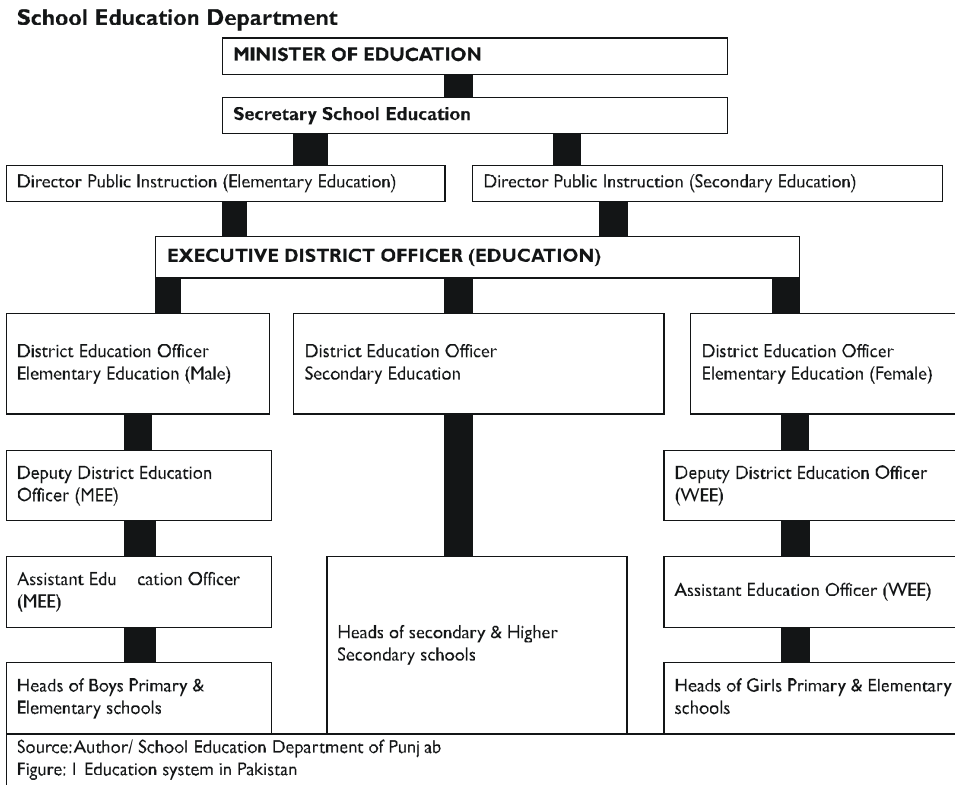 School Education Department
MINISTER OF EDUCATION
Secretary School Education
Director Public Instruction (Elementary Education)
Director Public Instruction (Secondary Education)
EXECUTIVE DISTRICT OFFICER (EDUCATION)
District Education Officer
Elementary Education (Male)
District Education Officer
Secondary Education
District Education Officer
Elementary Education (Female)
Deputy District Education
Officer (MEE)
Deputy District Education Officer
(WEE)
Assistant Edu cation Officer
(MEE)
Heads of secondary & Higher
Secondary schools
Assistant Education Officer (WEE)
Heads of Boys Primary &
Elementary schools
Heads of Girls Primary & Elementary
schools
Source:Author/ School Education Department of Punj ab
Figure: 1 Education system in Pakistan